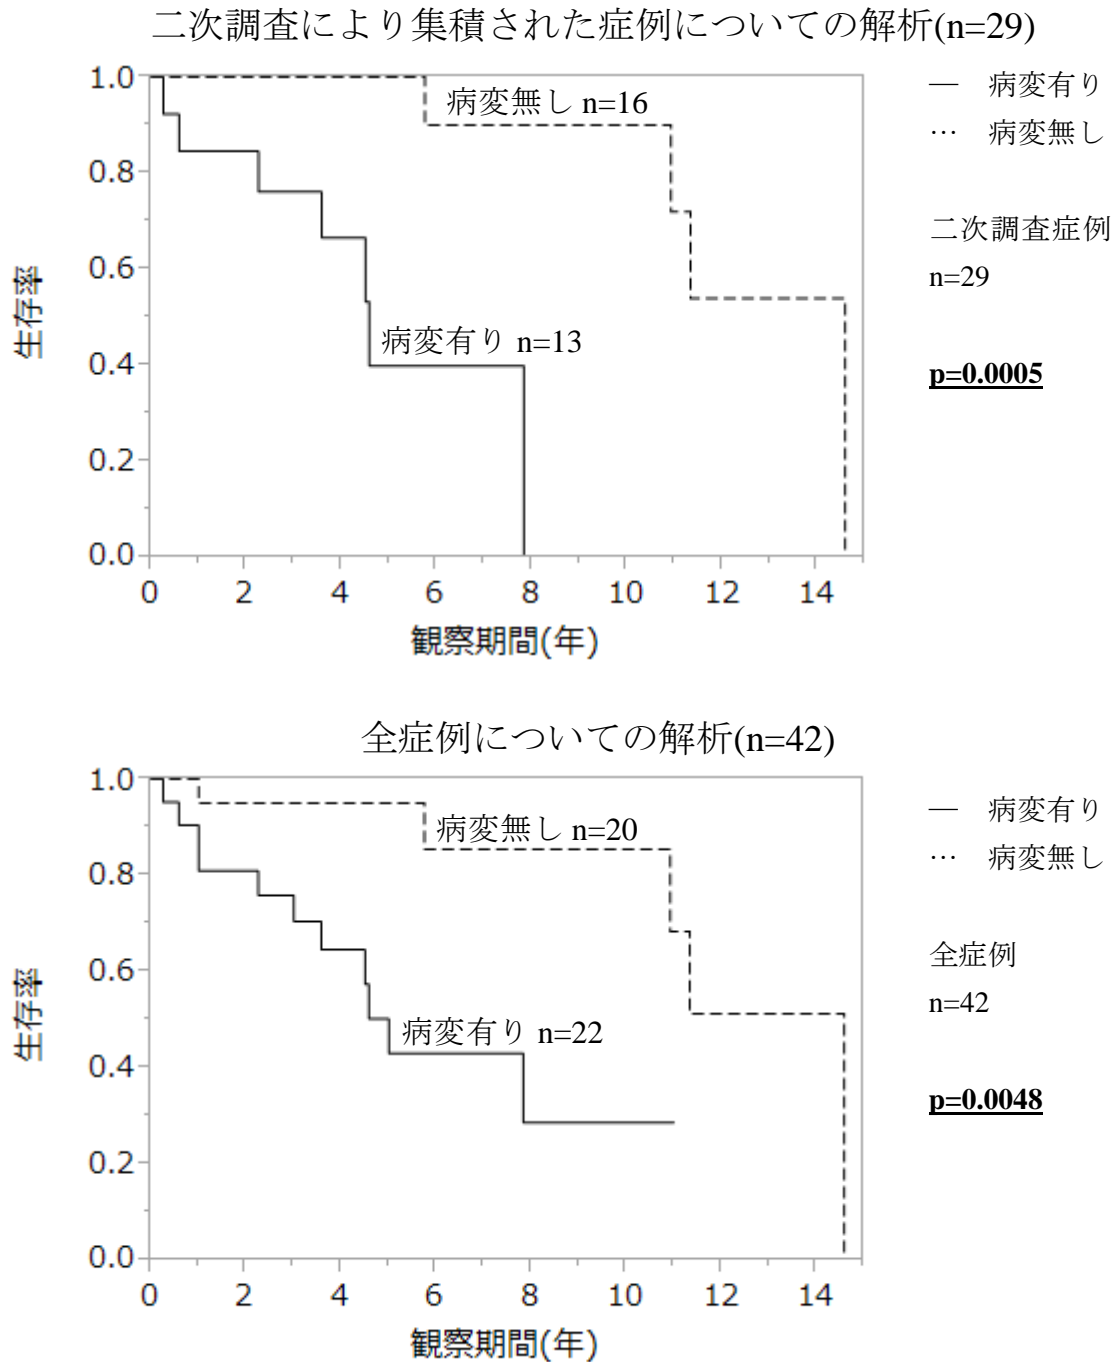 二次調査により集積された症例についての解析(n=29)
1.0
0.8
0.6
0.4
0.2
0.0
生存率
病変無し n=16
病変有り n=13
0 2 4 6 8 10 12 14
観察期間(年)
— 病変有り
… 病変無し
二次調査症例
n=29
p=0.0005
全症例についての解析(n=42)
1.0
0.8
0.6
0.4
0.2
0.0
生存率
病変無し n=20
病変有り n=22
0 2 4 6 8 10 12 14
観察期間(年)
— 病変有り
… 病変無し
全症例
n=42
p=0.0048